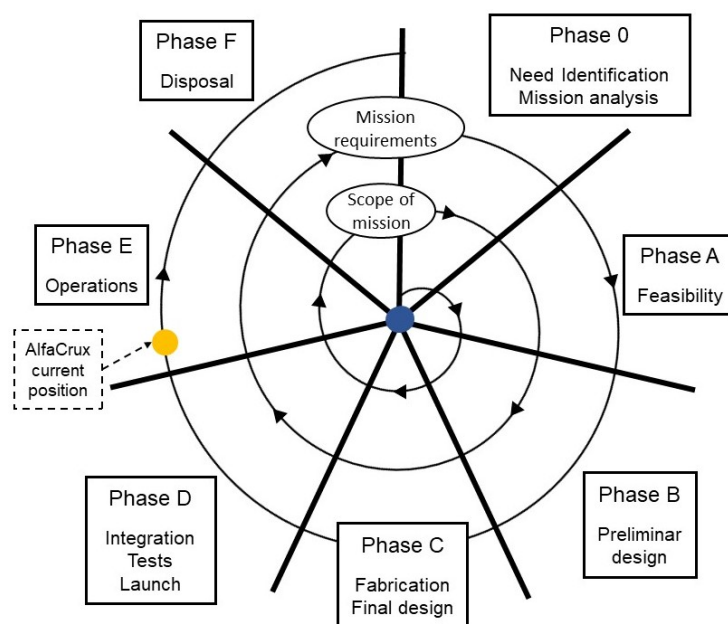 Phase F
Disposal
Phase 0
Need Identification
Mission analysis
Mission
requirements
Scope of
mission
Phase E
Operations
Phase A
Feasibility
AlfaCrux
current
position
Phase D
Integration
Tests
Launch
Phase C
Fabrication
Final design
Phase B
Preliminar
design